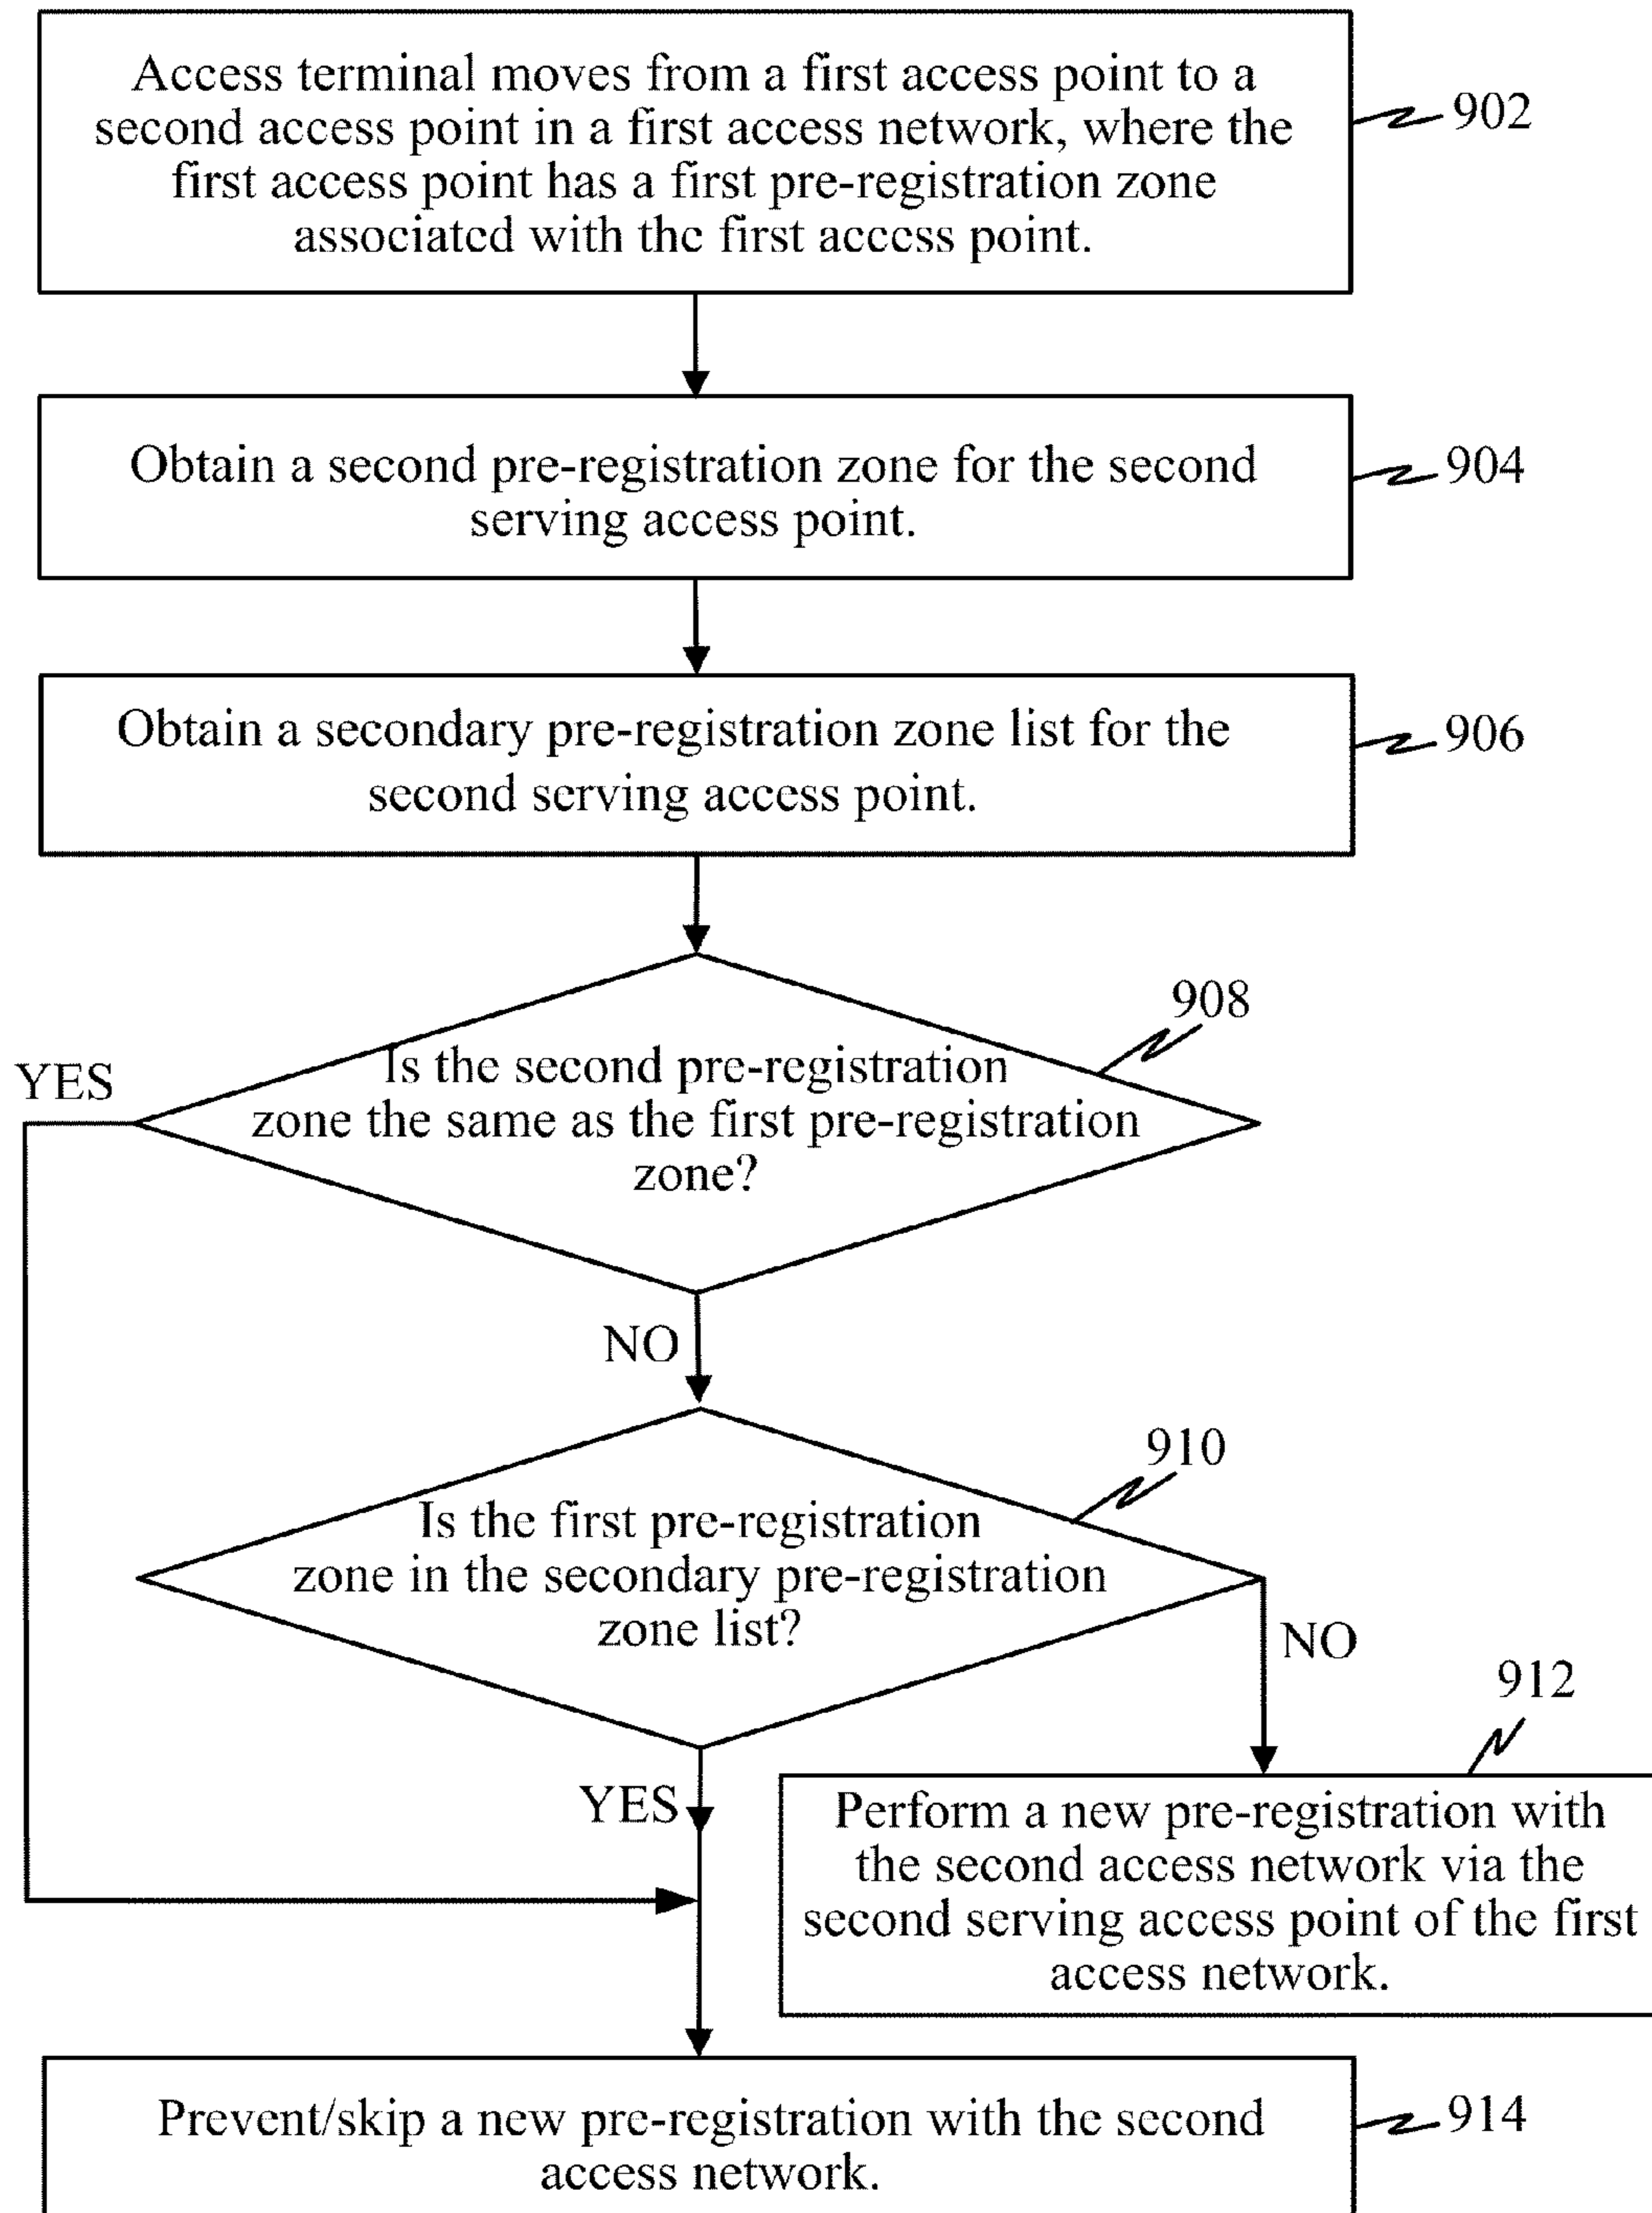 Access terminal moves from a first access point to a
second access point in a first access network, where the
first access point has a first pre-registration zone
associated with the first access point.
902
Obtain a second pre-registration zone for the second
serving access point.
904
Obtain a secondary pre-registration zone list for the
second serving access point.
906
908
YES
Is the second pre-registration
zone the same as the first pre-registration
zone?
NO
910
Is the first pre-registration
zone in the secondary pre-registration
zone list?
NO
912
YES
Perform a new pre-registration with
the second access network via the
second serving access point of the first
access network.
Prevent/skip a new pre-registration with the second
access network.
914